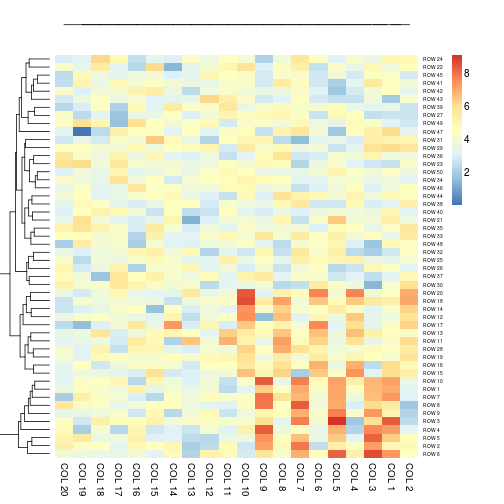 ROW 24
ROW 22
ROW 45
ROW 41
ROW 42
ROW 43
ROW 39
ROW 27
ROW 49
ROW 47
ROW 31
ROW 29
ROW 36
ROW 23
ROW 50
ROW 34
ROW 46
ROW 44
ROW 38
ROW 40
ROW 21
ROW 35
ROW 33
ROW 48
ROW 32
ROW 25
ROW 26
ROW 37
ROW 30
ROW 20
ROW 18
ROW 14
ROW 12
ROW 17
ROW 13
ROW 11
ROW 28
ROW 19
ROW 16
ROW 15
ROW 10
ROW 1
ROW 7
ROW 8
ROW 9
ROW 3
ROW 4
ROW 5
ROW 2
ROW 6
8
6
4
2
COL 20
COL 19
COL 18
COL 17
COL 16
COL 15
COL 14
COL 13
COL 12
COL 11
COL 10
COL 9
COL 8
COL 7
COL 6
COL 5
COL 4
COL 3
COL 1
COL 2